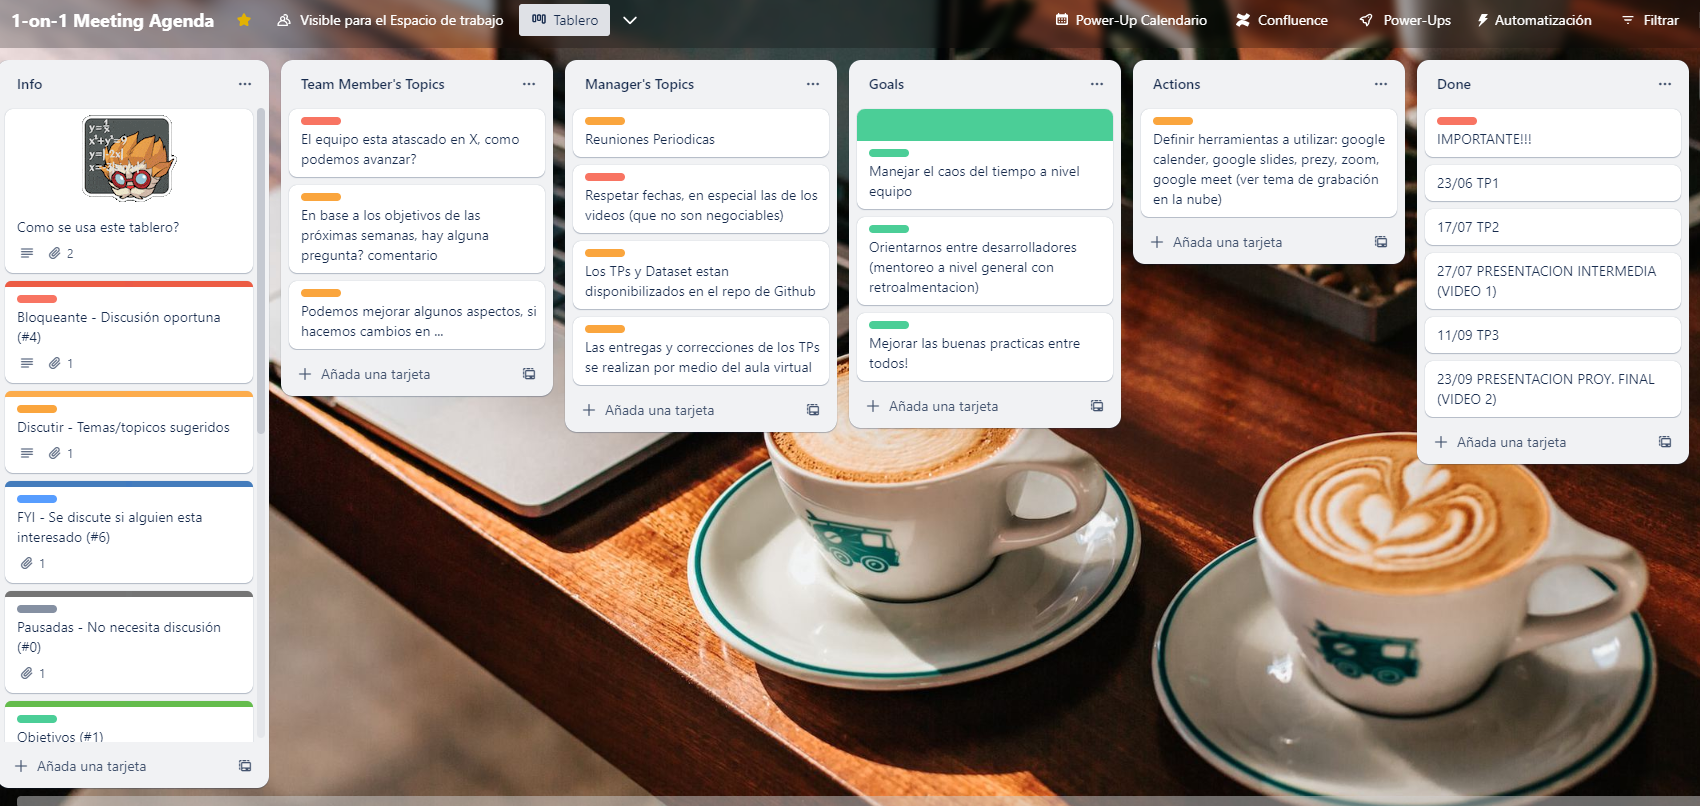 1-on-1 Meeting Agenda
Visible para el Espacio de trabajo
Tablero
Power-Up Calendario
Confluence
Power-Ups
Automatización
Filtrar
Info
Como se usa este tablero?
2
Bloqueante - Discusión oportuna
(#4)
1
Discutir - Temas/topicos sugeridos
1
FYI - Se discute si alguien esta
interesado (#6)
1
Pausadas - No necesita discusión
(#0)
1
Objetivos (#1)
Añada una tarjeta
Team Member's Topics
El equipo esta atascado en X, como
podemos avanzar?
En base a los objetivos de las
próximas semanas, hay alguna
pregunta? comentario
Podemos mejorar algunos aspectos, si
hacemos cambios en ...
Añada una tarjeta
Manager's Topics
Reuniones Periodicas
Respetar fechas, en especial las de los
videos (que no son negociables)
Los TPs y Dataset estan
disponibilizados en el repo de Github
Las entregas y correcciones de los TPs
se realizan por medio del aula virtual
Añada una tarjeta
Goals
Manejar el caos del tiempo a nivel
equipo
Orientarnos entre desarrolladores
(mentoreo a nivel general con
retroalmentacion)
Mejorar las buenas practicas entre
todos!
Añada una tarjeta
Actions
Definir herramientas a utilizar: google
calender, google slides, prezy, zoom,
google meet (ver tema de grabación
en la nube)
Añada una tarjeta
Done
IMPORTANTE!!!
23/06 TP1
17/07 TP2
27/07 PRESENTACION INTERMEDIA
(VIDEO 1)
11/09 TP3
23/09 PRESENTACION PROY. FINAL
(VIDEO 2)
Añada una tarjeta